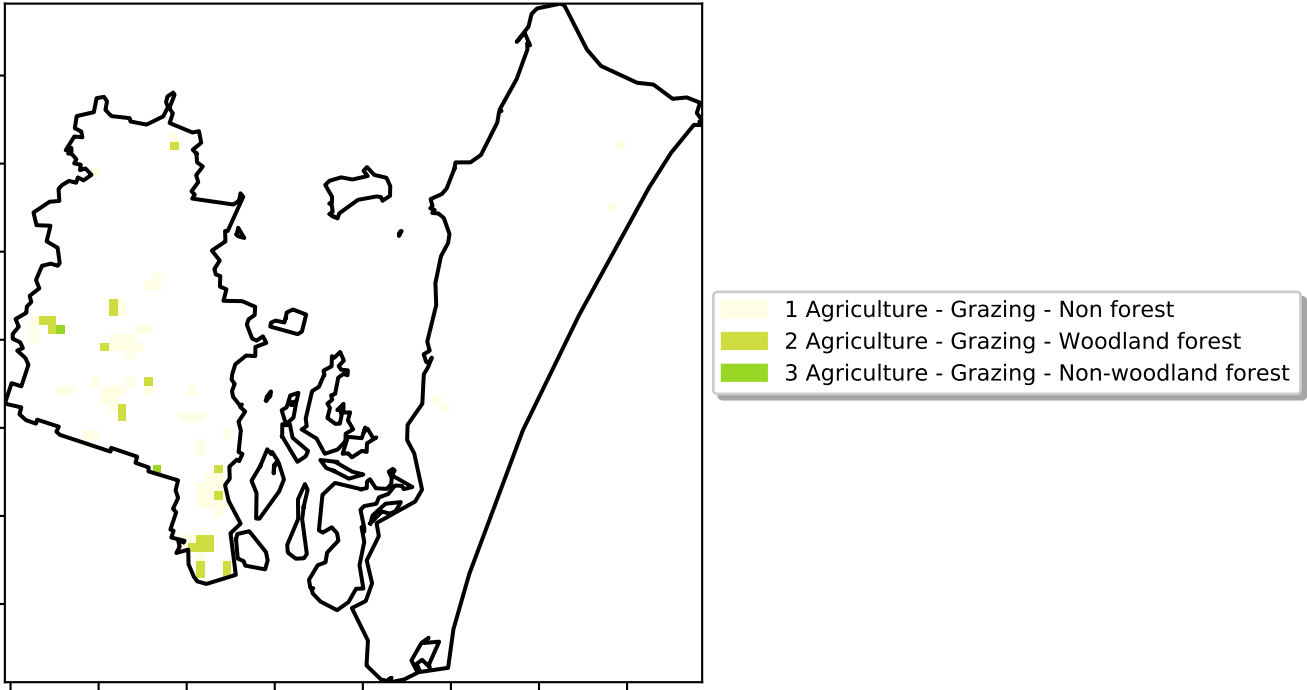 1 Agriculture - Grazing - Non forest
2 Agriculture - Grazing - Woodland forest
3 Agriculture - Grazing - Non-woodland forest